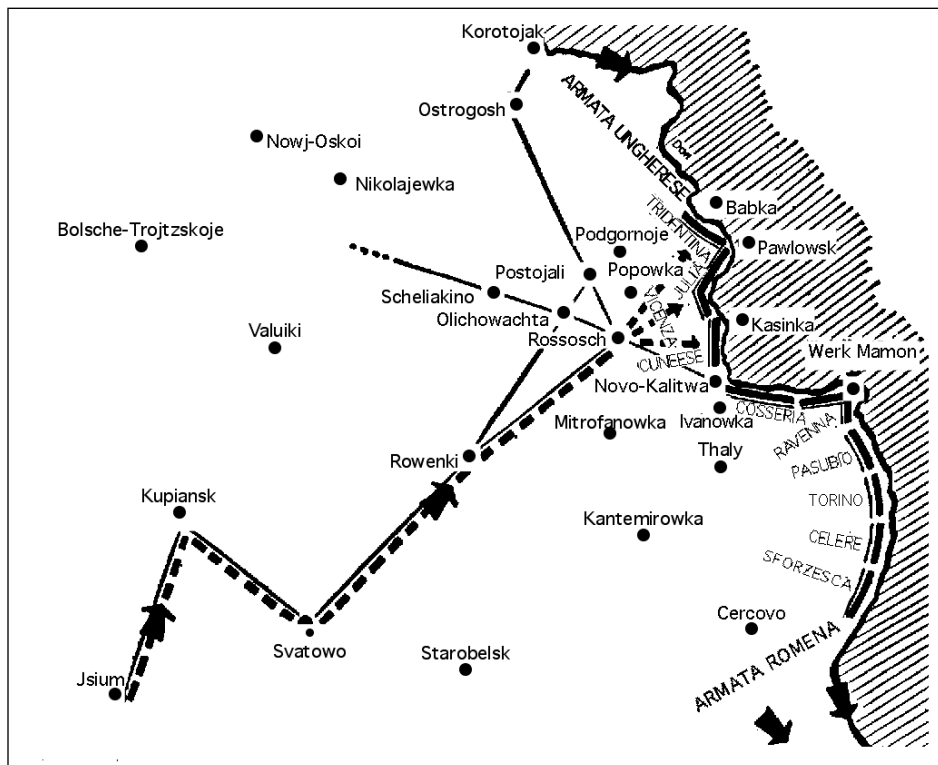 Korotojak
Ostrogosh
ARMATA UNGHERESE
Don
Nowj-Oskoi
Nikolajewka
Babka
TRIDENTINA
Bolsche-Trojtzskoje
Podgornoje
Pawlowsk
Postojali
Popowka
JULIA
Scheliakino
VICENZA
Olichowachta
Kasinka
Valuiki
Rossosch
CUNEESE
Werk Mamon
Novo-Kalitwa
Mitrofanowka
Ivanowka
COSSERIA
RAVENNA
Thaly
Rowenki
PASUBIO
Kupiansk
TORINO
Kantemirowka
CELERE
SFORZESCA
Cercovo
Svatowo
Starobelsk
ARMATA ROMENA
Jsium